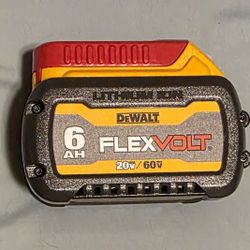 LITHIUM ION
DEWALT
6
AH
FLEXVOLT
20V/60V